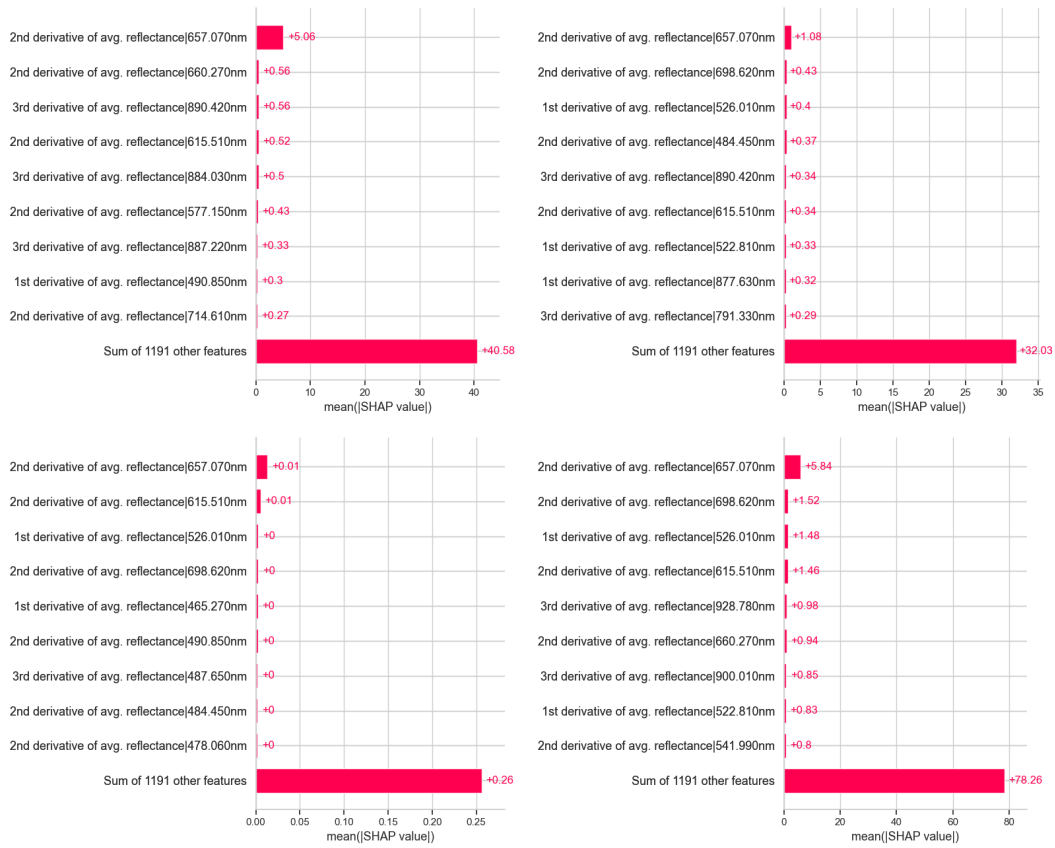 2nd derivative of avg. reflectance|657.070nm +5.06
2nd derivative of avg. reflectance|660.270nm +0.56
3rd derivative of avg. reflectance|890.420nm +0.56
2nd derivative of avg. reflectance|615.510nm +0.52
3rd derivative of avg. reflectance|884.030nm +0.5
2nd derivative of avg. reflectance|577.150nm +0.43
3rd derivative of avg. reflectance|887.220nm +0.33
1st derivative of avg. reflectance|490.850nm +0.3
2nd derivative of avg. reflectance|714.610nm +0.27
Sum of 1191 other features +40.58
0 10 20 30 40
mean(|SHAP value|)
2nd derivative of avg. reflectance|657.070nm +1.08
2nd derivative of avg. reflectance|698.620nm +0.43
1st derivative of avg. reflectance|526.010nm +0.4
2nd derivative of avg. reflectance|484.450nm +0.37
3rd derivative of avg. reflectance|890.420nm +0.34
2nd derivative of avg. reflectance|615.510nm +0.34
1st derivative of avg. reflectance|522.810nm +0.33
1st derivative of avg. reflectance|877.630nm +0.32
3rd derivative of avg. reflectance|791.330nm +0.29
Sum of 1191 other features +32.03
0 5 10 15 20 25 30 35
mean(|SHAP value|)
2nd derivative of avg. reflectance|657.070nm +0.01
2nd derivative of avg. reflectance|615.510nm +0.01
1st derivative of avg. reflectance|526.010nm +0
2nd derivative of avg. reflectance|698.620nm +0
1st derivative of avg. reflectance|465.270nm +0
2nd derivative of avg. reflectance|490.850nm +0
3rd derivative of avg. reflectance|487.650nm +0
2nd derivative of avg. reflectance|484.450nm +0
2nd derivative of avg. reflectance|478.060nm +0
Sum of 1191 other features +0.26
0.00 0.05 0.10 0.15 0.20 0.25
mean(|SHAP value|)
2nd derivative of avg. reflectance|657.070nm +5.84
2nd derivative of avg. reflectance|698.620nm +1.52
1st derivative of avg. reflectance|526.010nm +1.48
2nd derivative of avg. reflectance|615.510nm +1.46
3rd derivative of avg. reflectance|928.780nm +0.98
2nd derivative of avg. reflectance|660.270nm +0.94
3rd derivative of avg. reflectance|900.010nm +0.85
1st derivative of avg. reflectance|522.810nm +0.83
2nd derivative of avg. reflectance|541.990nm +0.8
Sum of 1191 other features +78.26
0 20 40 60 80
mean(|SHAP value|)